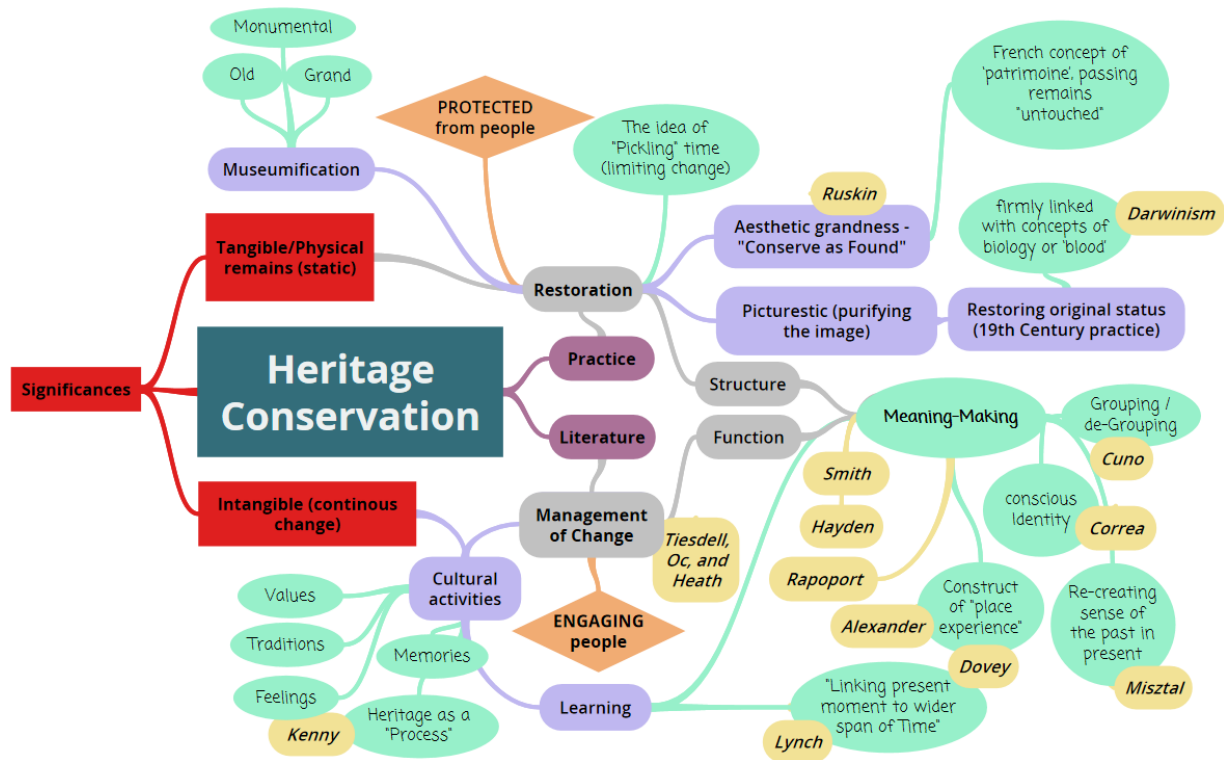 Monumental
Old
Grand
Museumification
PROTECTED
from people
The idea of
"Pickling" time
(limiting change)
French concept of
'patrimoine', passing
remains
"untouched"
Ruskin
Aesthetic grandness -
"Conserve as Found"
firmly linked
with concepts of
biology or 'blood'
Darwinism
Tangible/Physical
remains (static)
Restoration
Picturestic (purifying
the image)
Restoring original status
(19th Century practice)
Significances
Heritage
Conservation
Practice
Literature
Structure
Function
Meaning-Making
Grouping /
de-Grouping
Cuno
Smith
Hayden
Rapoport
conscious
Identity
Correa
Intangible (continous
change)
Management
of Change
Tiesdell,
Oc, and
Heath
Cultural
activities
Values
Traditions
Feelings
Kenny
Memories
Heritage as a
"Process"
ENGAGING
people
Learning
Alexander
Construct
of "place
experience"
Dovey
Re-creating
sense of
the past in
present
Misztal
"Linking present
moment to wider
span of Time"
Lynch